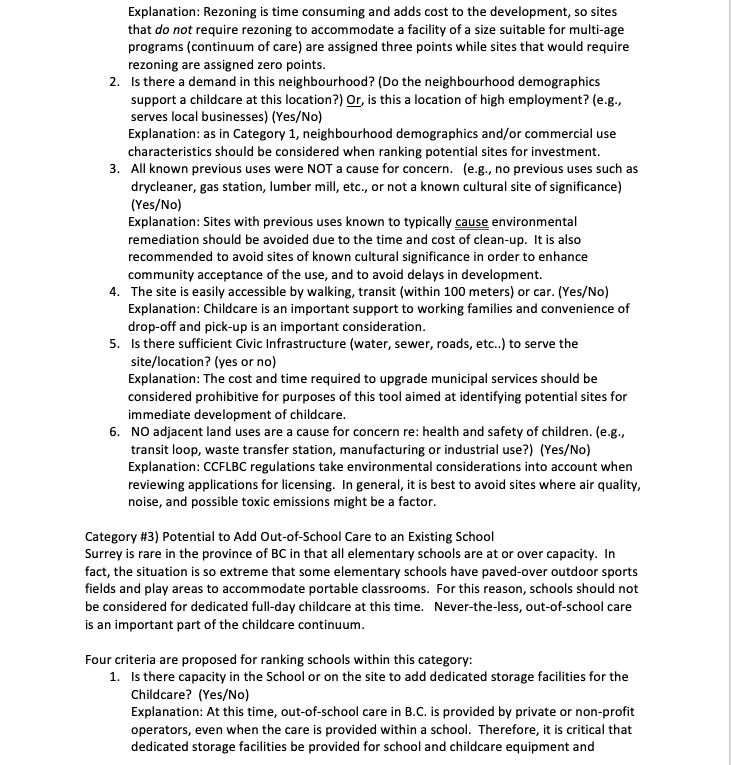 Explanation: Rezoning is time consuming and adds cost to the development, so sites
that do not require rezoning to accommodate a facility of a size suitable for multi-age
programs (continuum of care) are assigned three points while sites that would require
rezoning are assigned zero points.
2. Is there a demand in this neighbourhood? (Do the neighbourhood demographics
support a childcare at this location?) Or, is this a location of high employment? (e.g.,
serves local businesses) (Yes/No)
Explanation: as in Category 1, neighbourhood demographics and/or commercial use
characteristics should be considered when ranking potential sites for investment.
3. All known previous uses were NOT a cause for concern. (e.g., no previous uses such as
drycleaner, gas station, lumber mill, etc., or not a known cultural site of significance)
(Yes/No)
Explanation: Sites with previous uses known to typically cause environmental
remediation should be avoided due to the time and cost of clean-up. It is also
recommended to avoid sites of known cultural significance in order to enhance
community acceptance of the use, and to avoid delays in development.
4. The site is easily accessible by walking, transit (within 100 meters) or car. (Yes/No)
Explanation: Childcare is an important support to working families and convenience of
drop-off and pick-up is an important consideration.
5. Is there sufficient Civic Infrastructure (water, sewer, roads, etc..) to serve the
site/location? (yes or no)
Explanation: The cost and time required to upgrade municipal services should be
considered prohibitive for purposes of this tool aimed at identifying potential sites for
immediate development of childcare.
6. NO adjacent land uses are a cause for concern re: health and safety of children. (e.g.,
transit loop, waste transfer station, manufacturing or industrial use?) (Yes/No)
Explanation: CCFLBC regulations take environmental considerations into account when
reviewing applications for licensing. In general, it is best to avoid sites where air quality,
noise, and possible toxic emissions might be a factor.
Category #3) Potential to Add Out-of-School Care to an Existing School
Surrey is rare in the province of BC in that all elementary schools are at or over capacity. In
fact, the situation is so extreme that some elementary schools have paved-over outdoor sports
fields and play areas to accommodate portable classrooms. For this reason, schools should not
be considered for dedicated full-day childcare at this time. Never-the-less, out-of-school care
is an important part of the childcare continuum.
Four criteria are proposed for ranking schools within this category:
1. Is there capacity in the School or on the site to add dedicated storage facilities for the
Childcare? (Yes/No)
Explanation: At this time, out-of-school care in B.C. is provided by private or non-profit
operators, even when the care is provided within a school. Therefore, it is critical that
dedicated storage facilities be provided for school and childcare equipment and